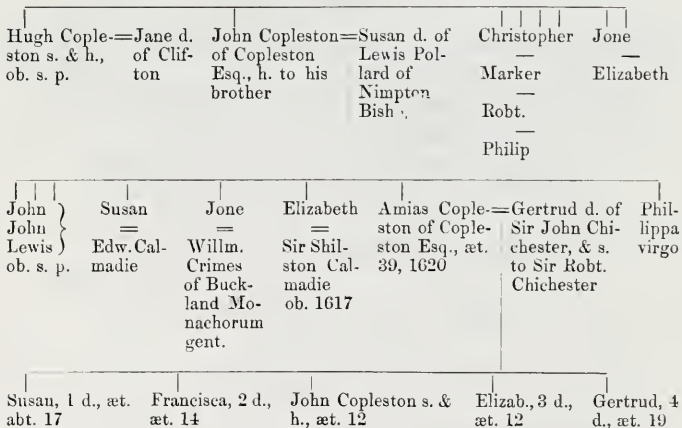 Hugh Cople-=Jane d.
ston s. & h., of Clif-
ob. s. p. ton
John Copleston=Susan d. of
of Copleston Lewis Pol-
Esq., h. to his lard of
brother Nimpton
Bish
Christopher
—
Marker
—
Robt.
—
Philip
Jone
—
Elizabeth
John
John
Lewis
ob. s. p.
Susan
=
Edw. Cal-
madie
Jone
=
Willm.
Crimes
of Buck-
land Mo-
nachorum
gent.
Elizabeth
=
Sir Shil-
ston Cal-
madie
ob. 1617
Amias Cople-=Gertrud d. of
ston of Cople- Sir John Chi-
ston Esq., æt. chester, & s.
39, 1620 to Sir Robt.
Chichester
Phil-
lippa
virgo
Susan, 1 d., æt.
abt. 17
Francisca, 2 d.,
æt. 14
John Copleston s. &
h., æt. 12
Elizab., 3 d.,
æt. 12
Gertrud, 4
d., æt. 19